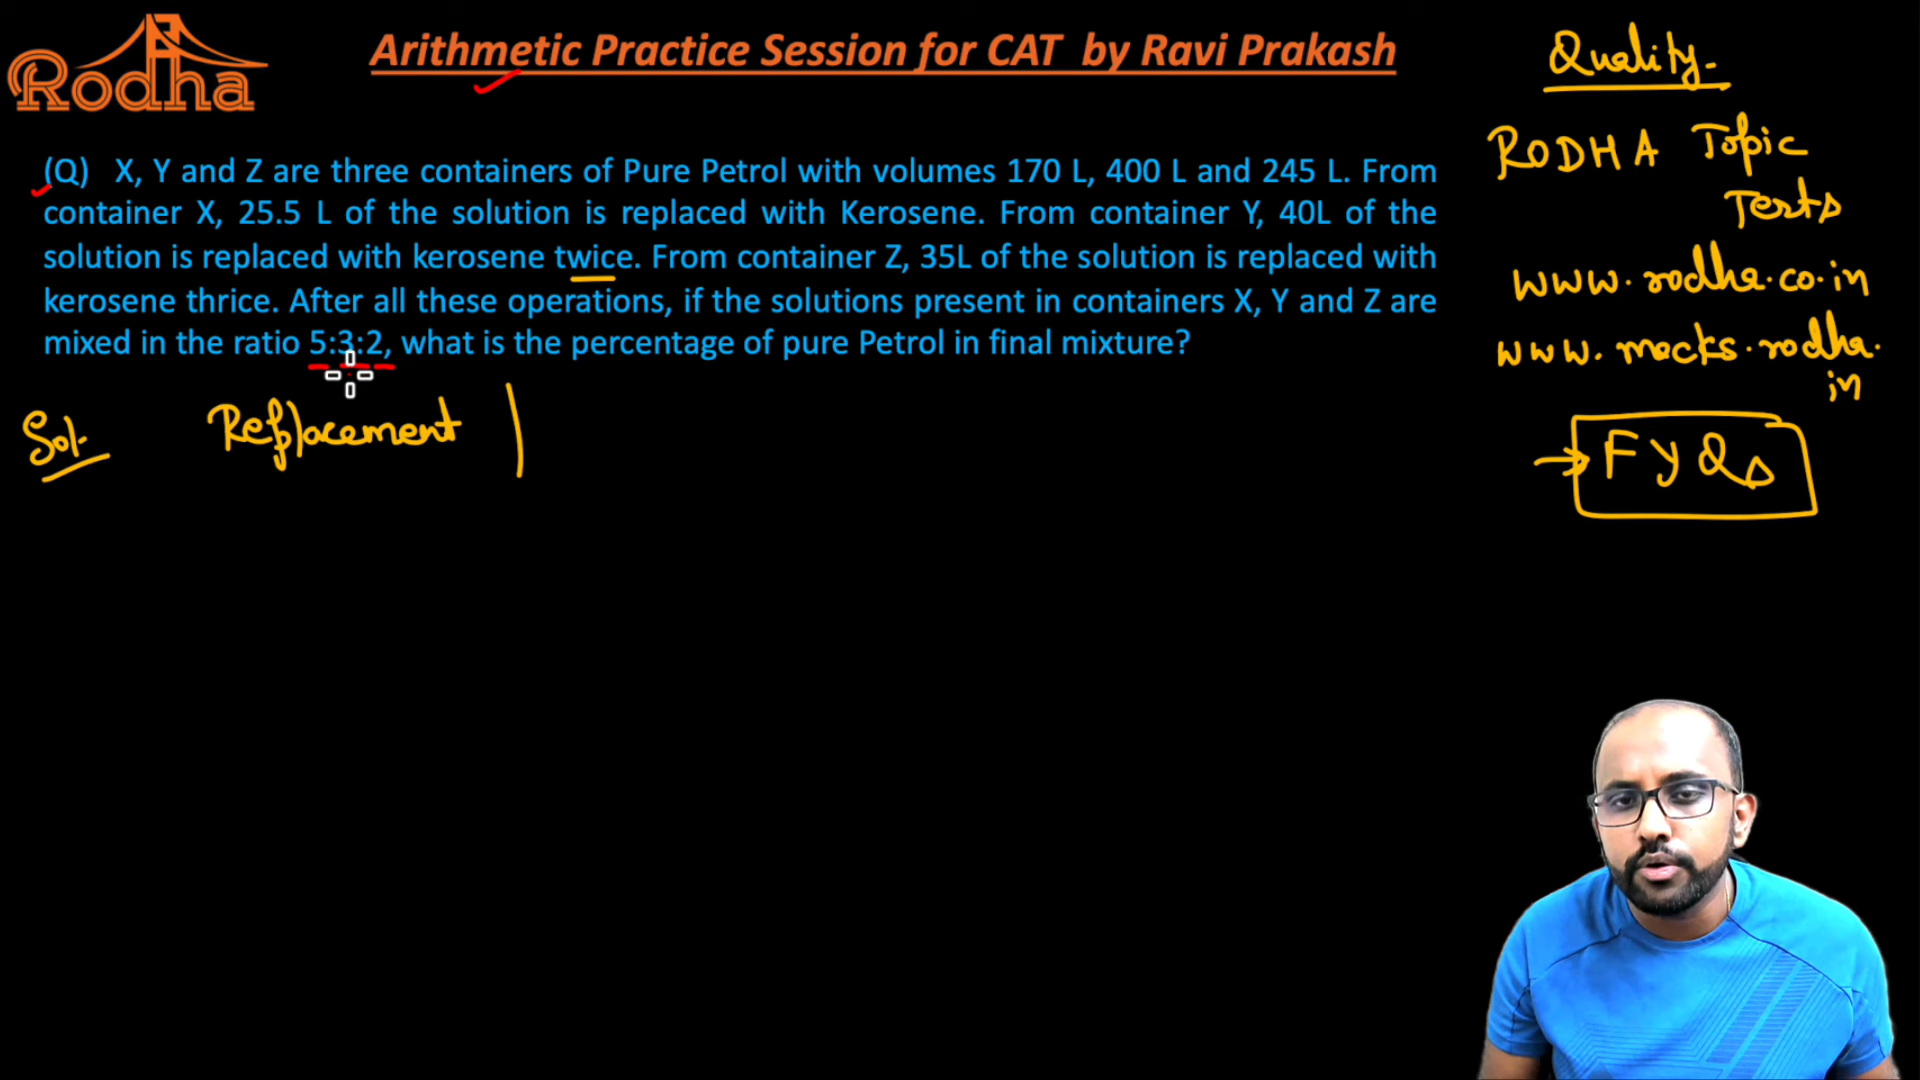 Rodha
Arithmetic Practice Session for CAT by Ravi Prakash
(Q) X, Y and Z are three containers of Pure Petrol with volumes 170 L, 400 L and 245 L. From
container X, 25.5 L of the solution is replaced with Kerosene. From container Y, 40L of the
solution is replaced with kerosene twice. From container Z, 35L of the solution is replaced with
kerosene thrice. After all these operations, if the solutions present in containers X, Y and Z are
mixed in the ratio 5:3:2, what is the percentage of pure Petrol in final mixture?
Sol.
Replacement
Quality.
RODHA Topic
Tests
www.rodha.co.in
www.mocks.rodha.
in
→ FYQs